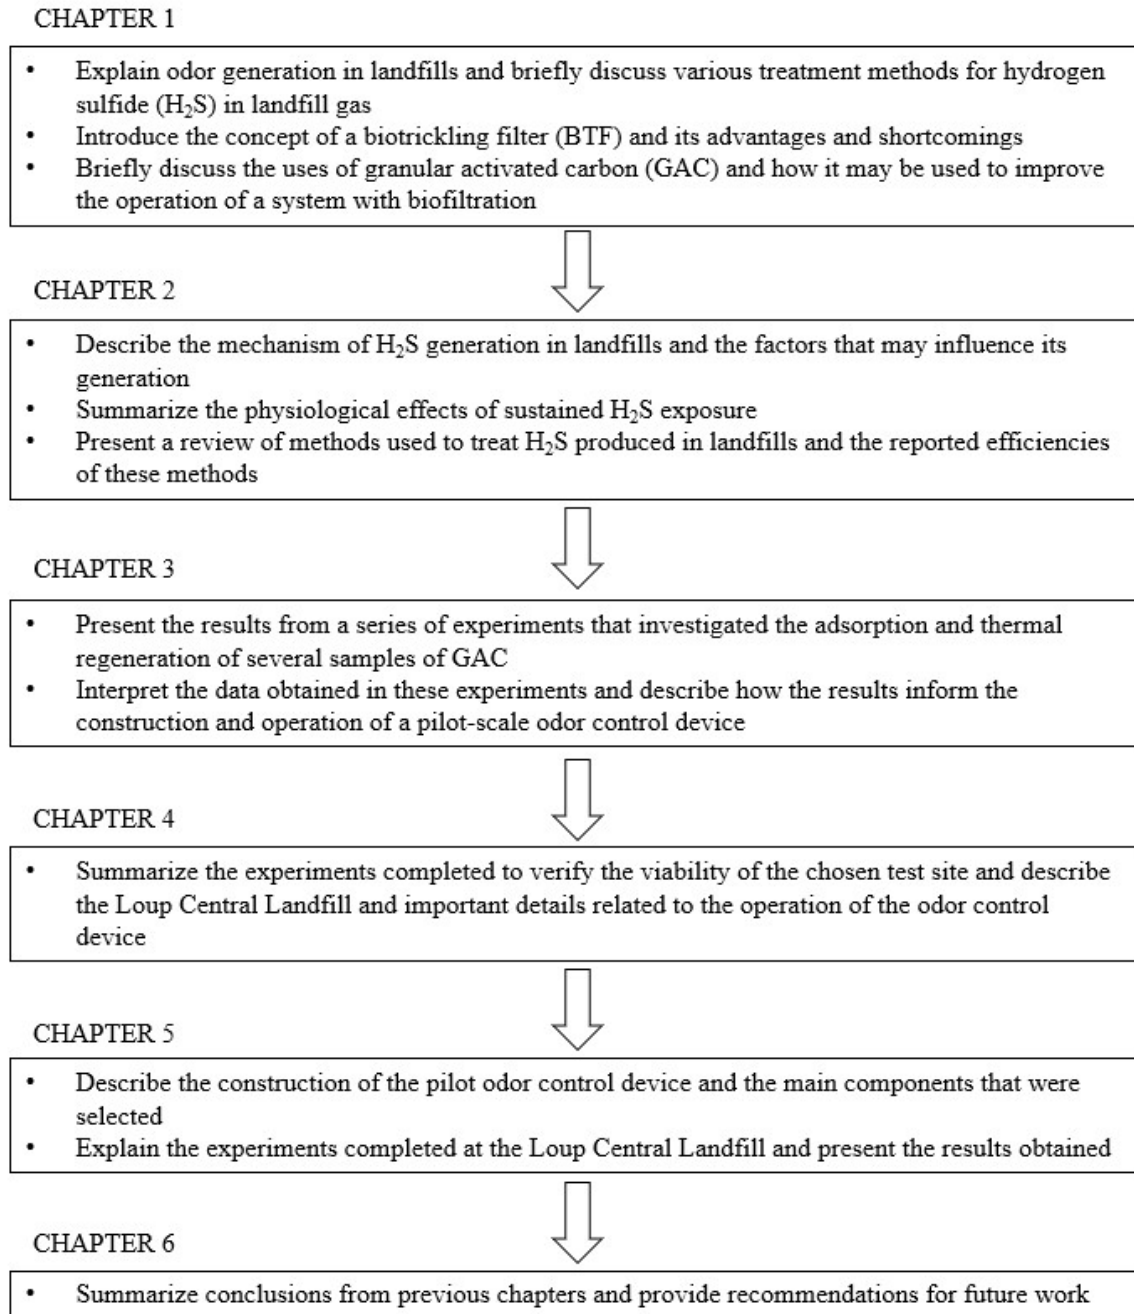 CHAPTER 1
• Explain odor generation in landfills and briefly discuss various treatment methods for hydrogen
sulfide (H₂S) in landfill gas
• Introduce the concept of a biotrickling filter (BTF) and its advantages and shortcomings
• Briefly discuss the uses of granular activated carbon (GAC) and how it may be used to improve
the operation of a system with biofiltration
CHAPTER 2
• Describe the mechanism of H₂S generation in landfills and the factors that may influence its
generation
• Summarize the physiological effects of sustained H₂S exposure
• Present a review of methods used to treat H₂S produced in landfills and the reported efficiencies
of these methods
CHAPTER 3
• Present the results from a series of experiments that investigated the adsorption and thermal
regeneration of several samples of GAC
• Interpret the data obtained in these experiments and describe how the results inform the
construction and operation of a pilot-scale odor control device
CHAPTER 4
• Summarize the experiments completed to verify the viability of the chosen test site and describe
the Loup Central Landfill and important details related to the operation of the odor control
device
CHAPTER 5
• Describe the construction of the pilot odor control device and the main components that were
selected
• Explain the experiments completed at the Loup Central Landfill and present the results obtained
CHAPTER 6
• Summarize conclusions from previous chapters and provide recommendations for future work